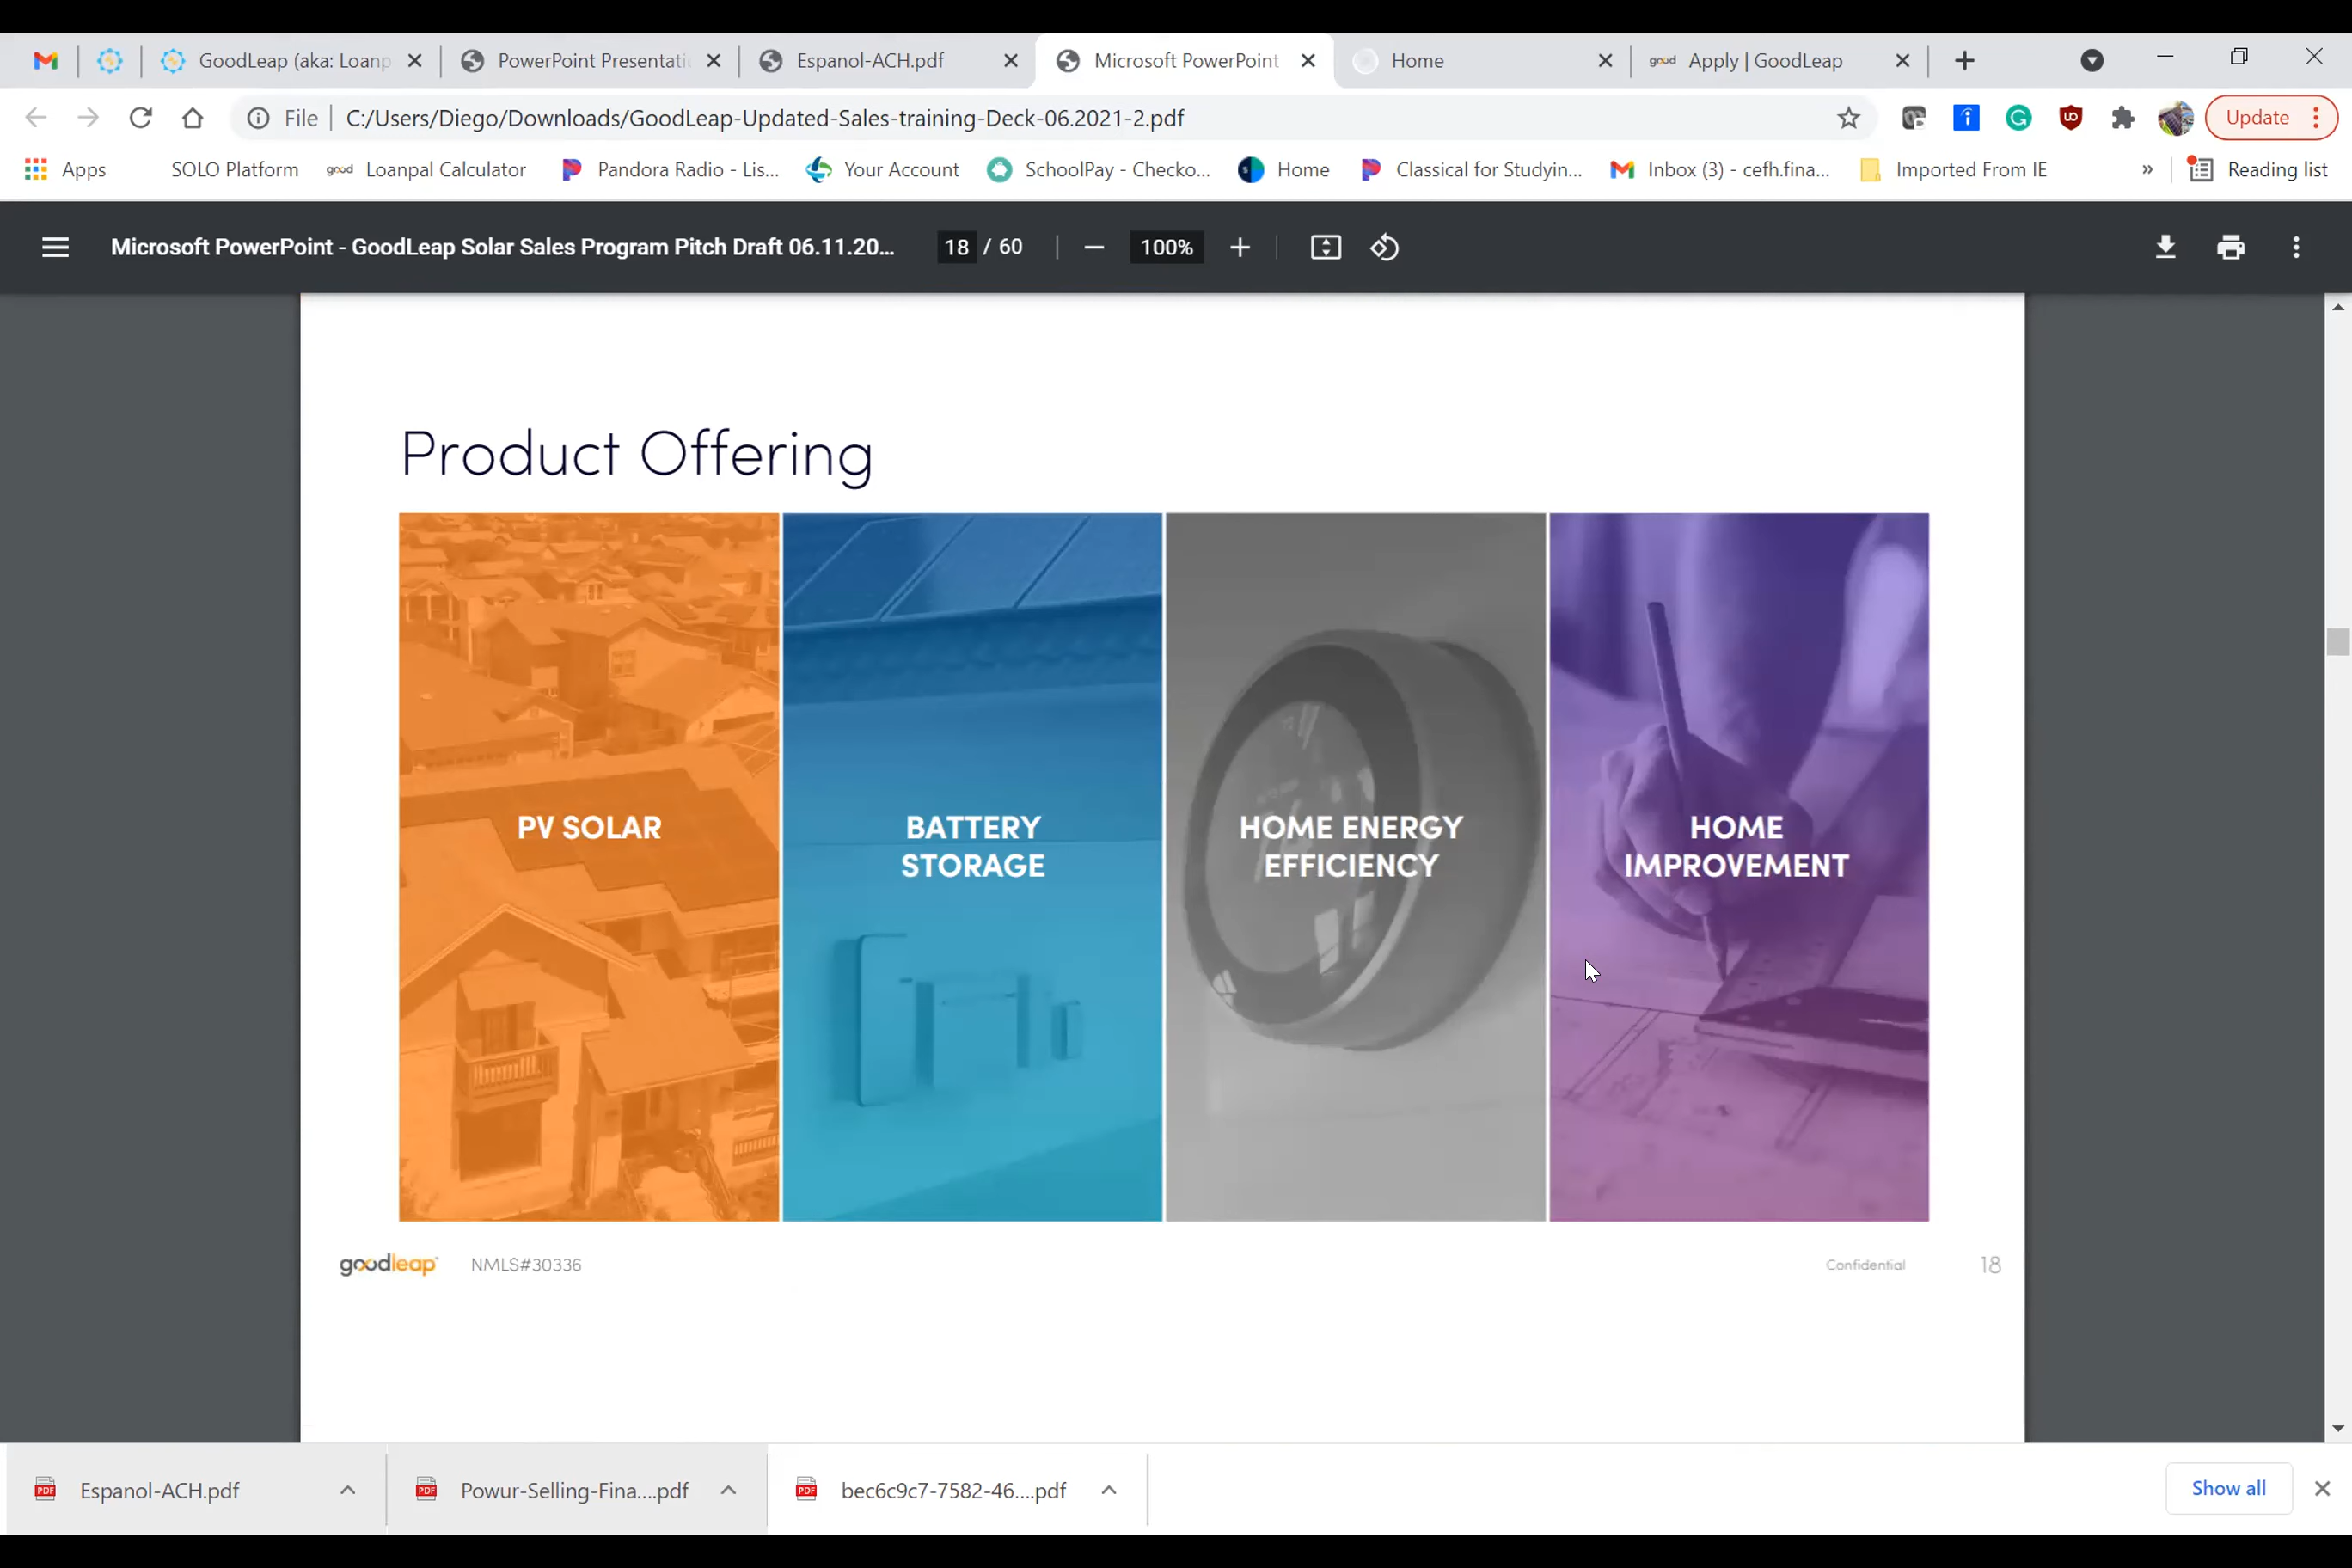 GoodLeap (aka: Loanp
PowerPoint Presentati
Espanol-ACH.pdf
Microsoft PowerPoint
Home
good Apply | GoodLeap
File C:/Users/Diego/Downloads/GoodLeap-Updated-Sales-training-Deck-06.2021-2.pdf
Update
Apps
SOLO Platform
good Loanpal Calculator
Pandora Radio - Lis...
Your Account
SchoolPay - Checko...
Home
Classical for Studyin...
Inbox (3) - cefh.fina...
Imported From IE
»
Reading list
Microsoft PowerPoint - GoodLeap Solar Sales Program Pitch Draft 06.11.20...
18 / 60
100%
Product Offering
PV SOLAR
BATTERY
STORAGE
HOME ENERGY
EFFICIENCY
HOME
IMPROVEMENT
goodleap
NMLS#30336
Confidential
18
PDF Espanol-ACH.pdf
PDF Powur-Selling-Fina....pdf
PDF bec6c9c7-7582-46....pdf
Show all